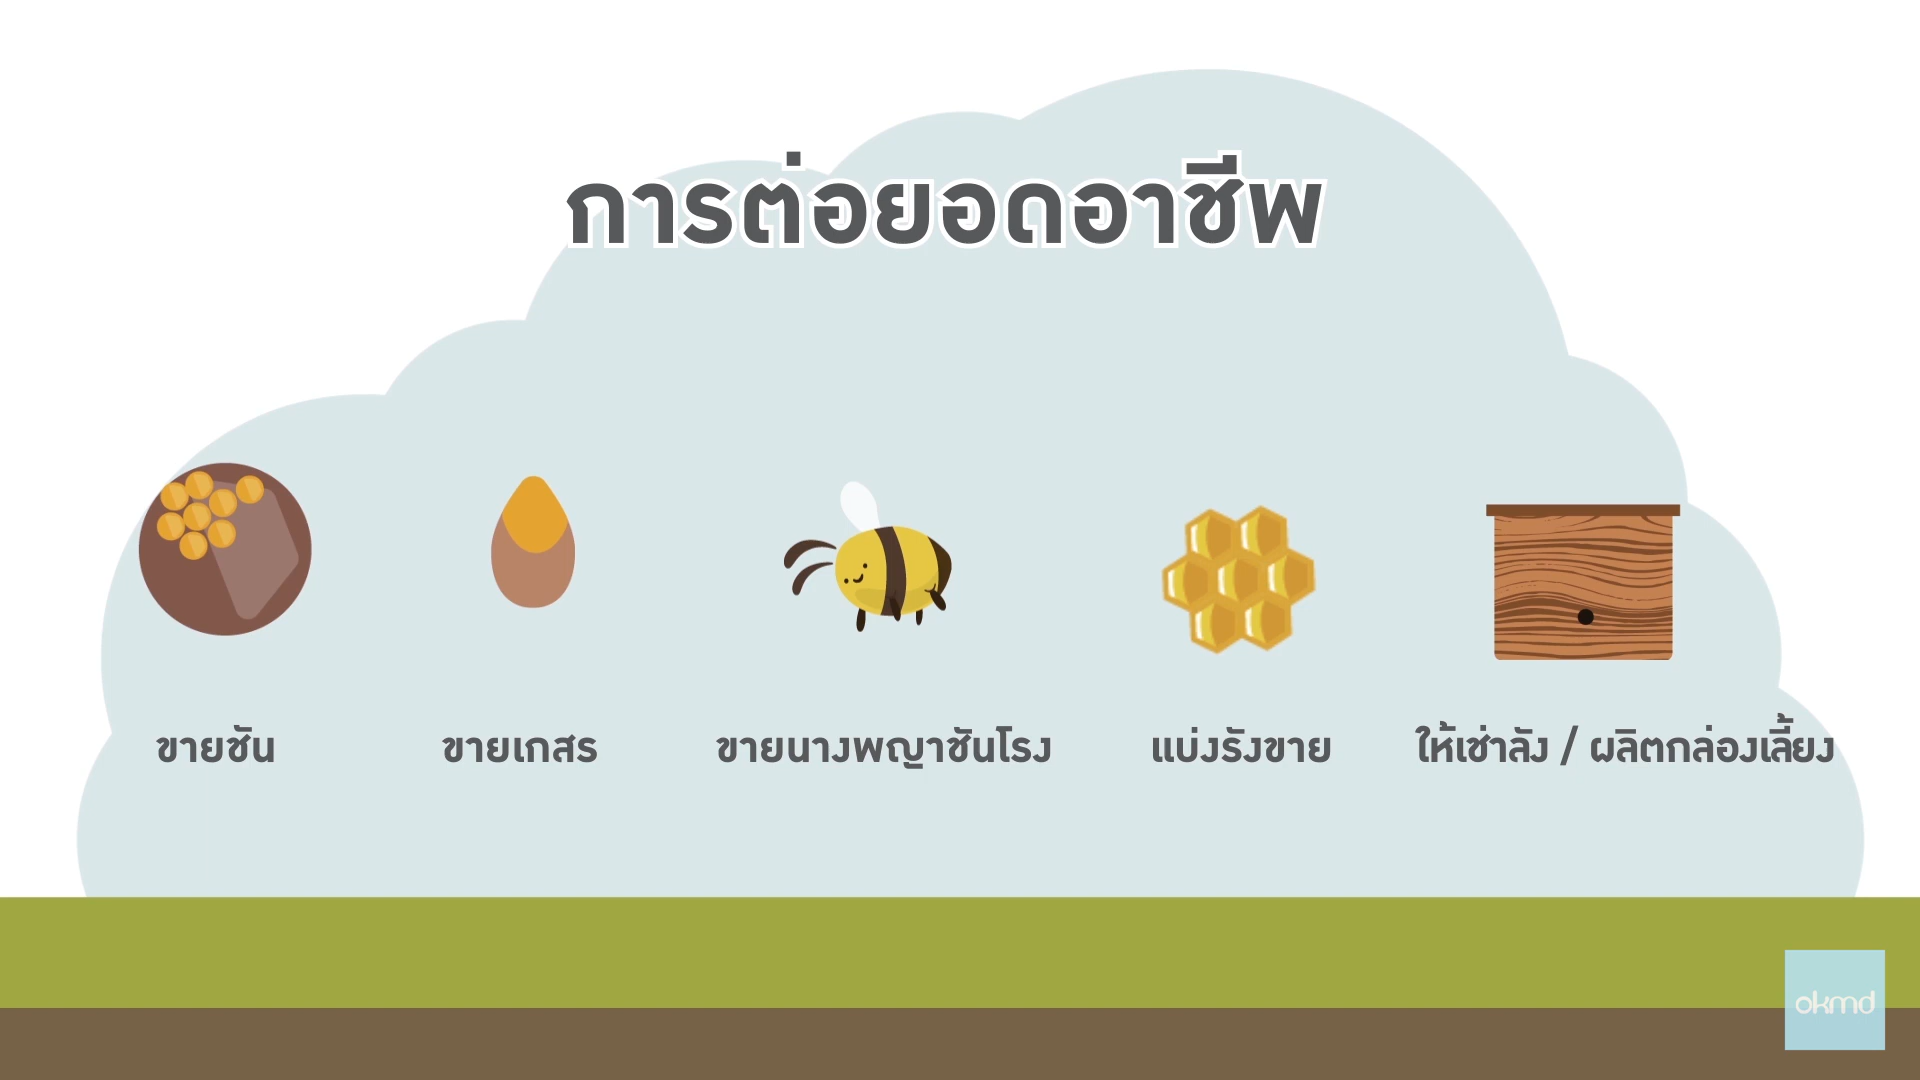 การต่อยอดอาชีพ
ขายชัน
ขายเกสร
ขายนางพญาชันโรง
แบ่งรังขาย
ให้เช่าลัง / ผลิตกล่องเลี้ยง
okmd